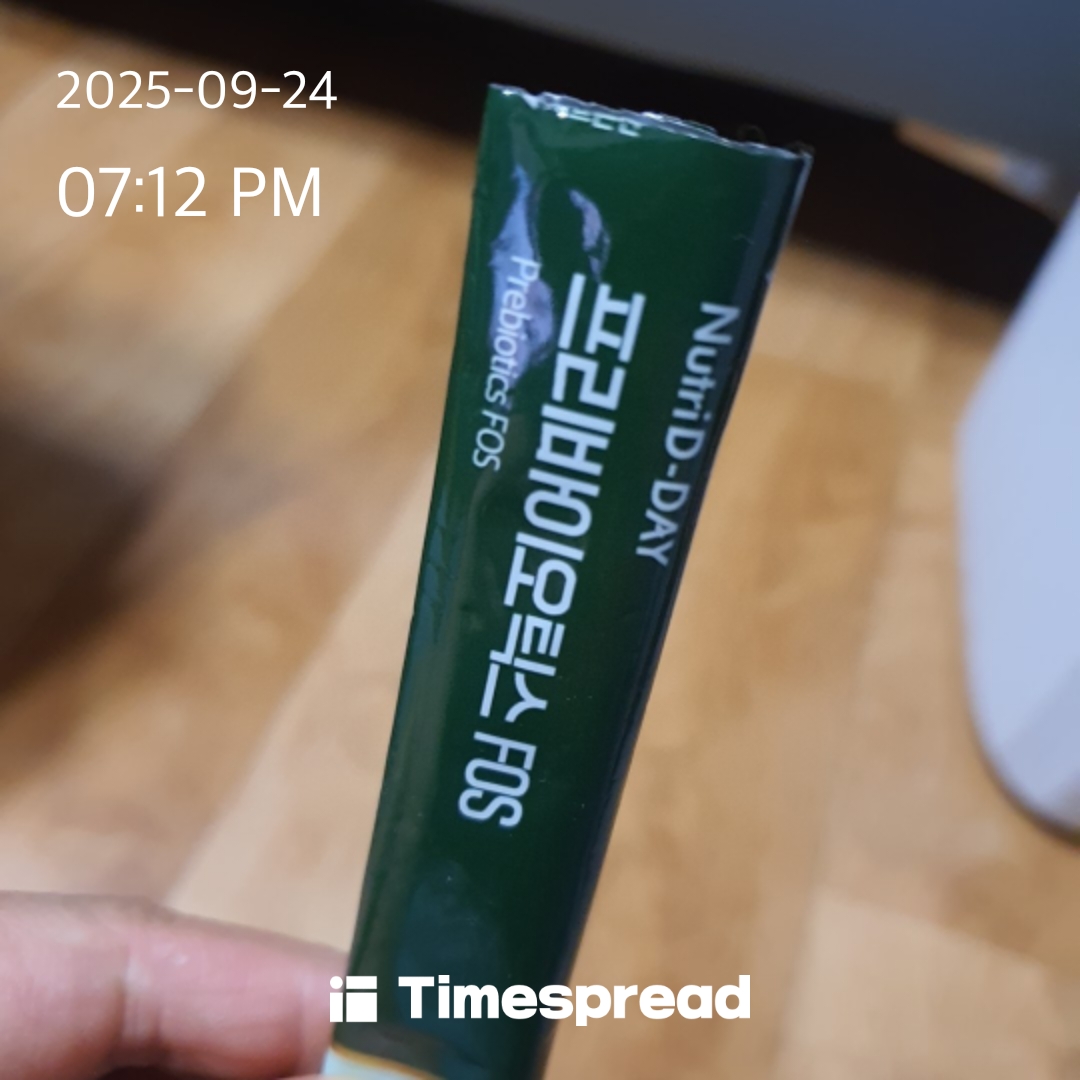 2025-09-24
07:12 PM
NutriD-DAY
프리바이오틱스 FOS
Prebiotics FOS
Timespread